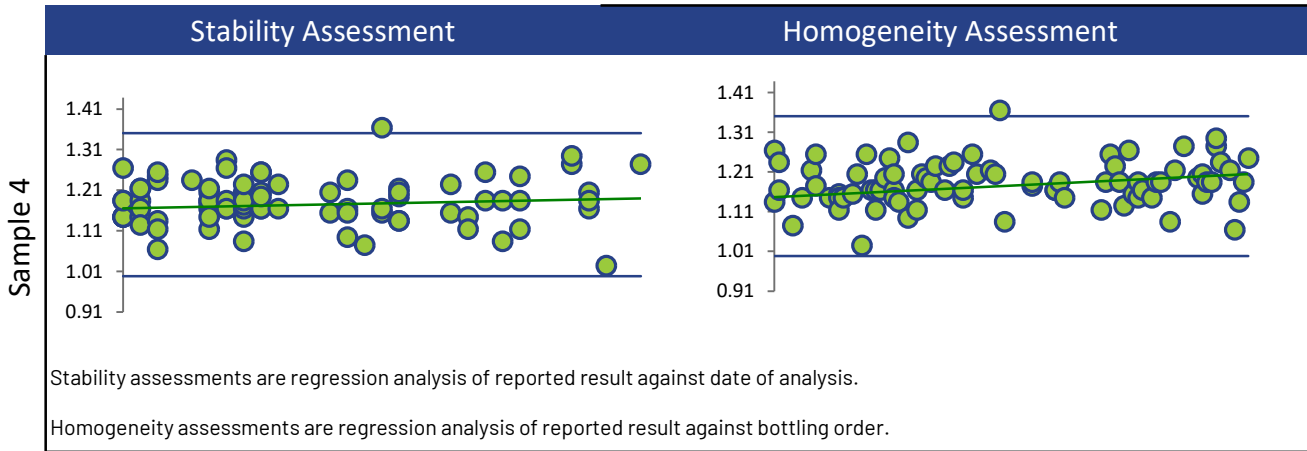 Stability Assessment
Homogeneity Assessment
Sample 4
1.41
1.31
1.21
1.11
1.01
0.91
1.41
1.31
1.21
1.11
1.01
0.91
Stability assessments are regression analysis of reported result against date of analysis.
Homogeneity assessments are regression analysis of reported result against bottling order.